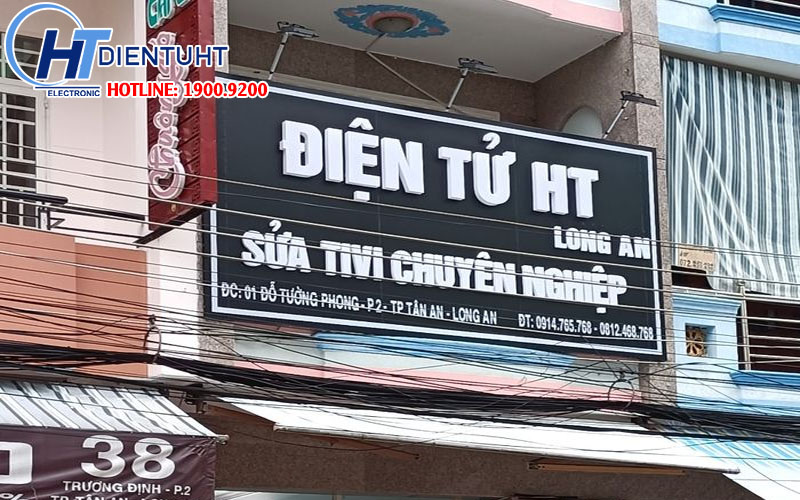 HT DIENTUHT
ELECTRONIC
HOTLINE: 1900.9200
ĐIỆN TỬ HT
LONG AN
SỬA TIVI CHUYÊN NGHIỆP
ĐC: 01 ĐỖ TƯỜNG PHONG - P.2 - TP TÂN AN - LONG AN ĐT: 0914.765.768 - 0812.468.768
38
TRƯƠNG ĐỊNH - P.2